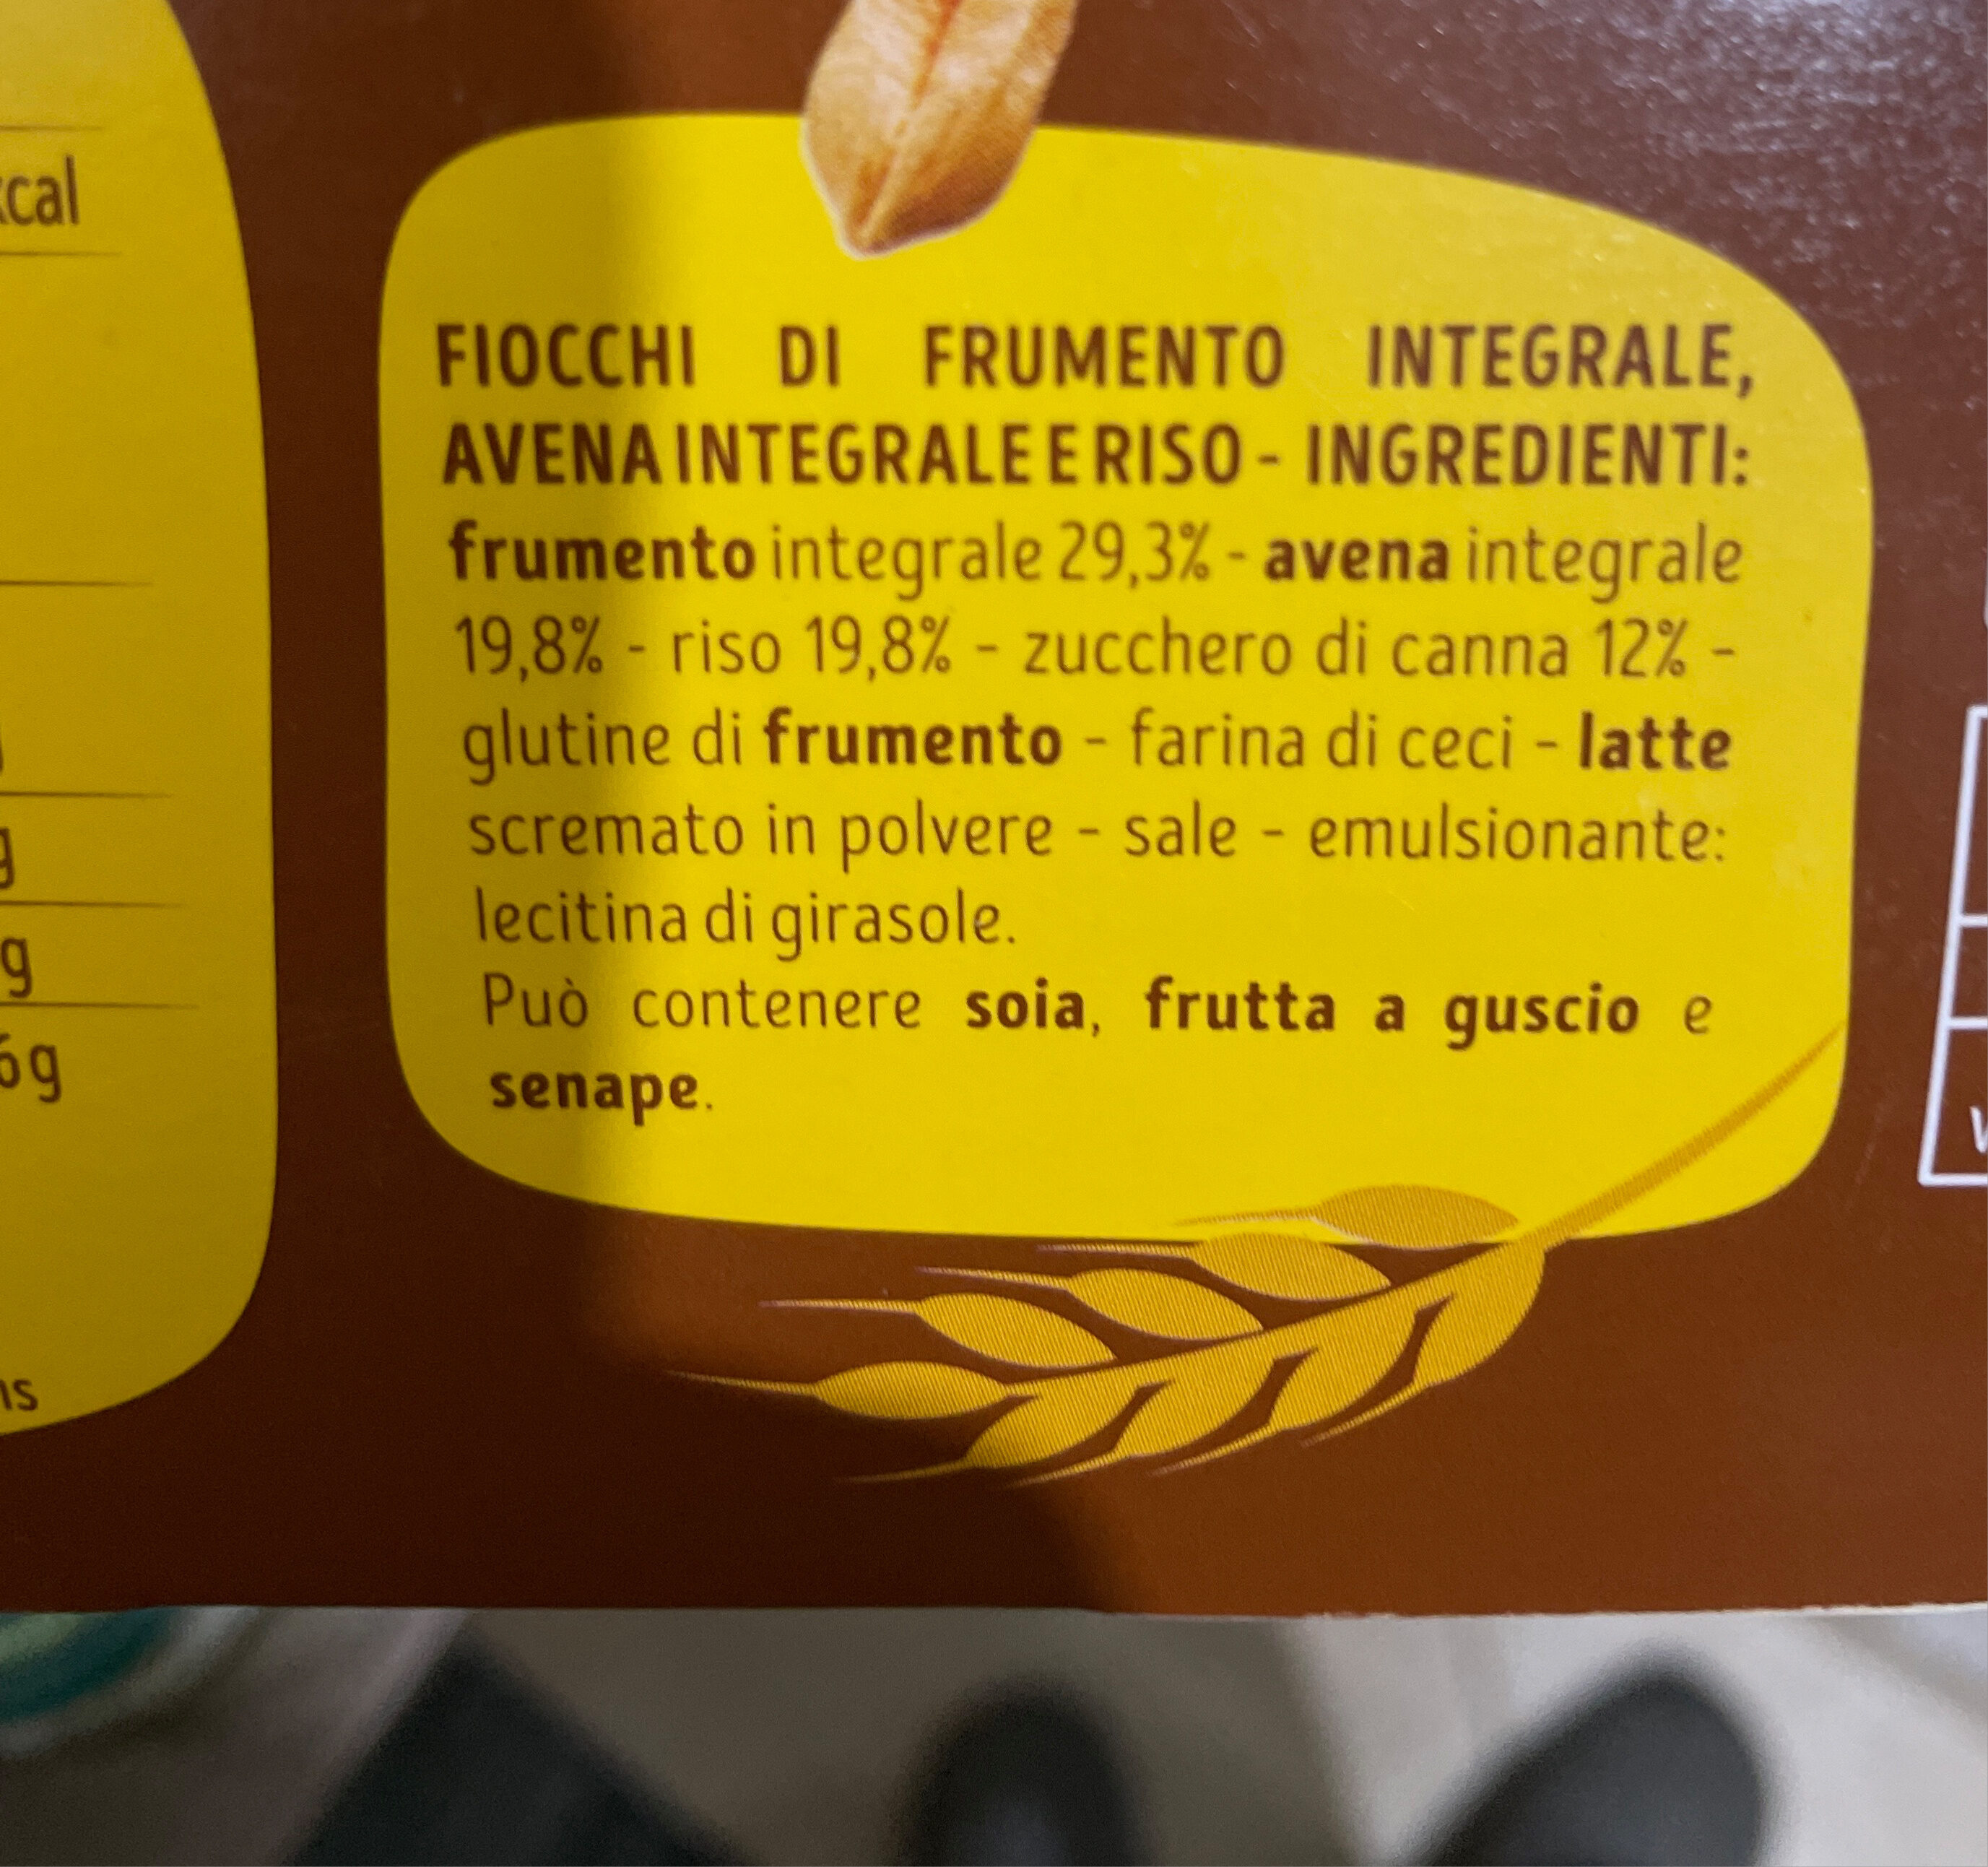 kcal
g
g
6g
FIOCCHI DI FRUMENTO INTEGRALE,
AVENA INTEGRALE E RISO - INGREDIENTI:
frumento integrale 29,3% - avena integrale
19,8% - riso 19,8% - zucchero di canna 12% -
glutine di frumento - farina di ceci - latte
scremato in polvere - sale - emulsionante:
lecitina di girasole.
Può contenere soia, frutta a guscio e
senape.